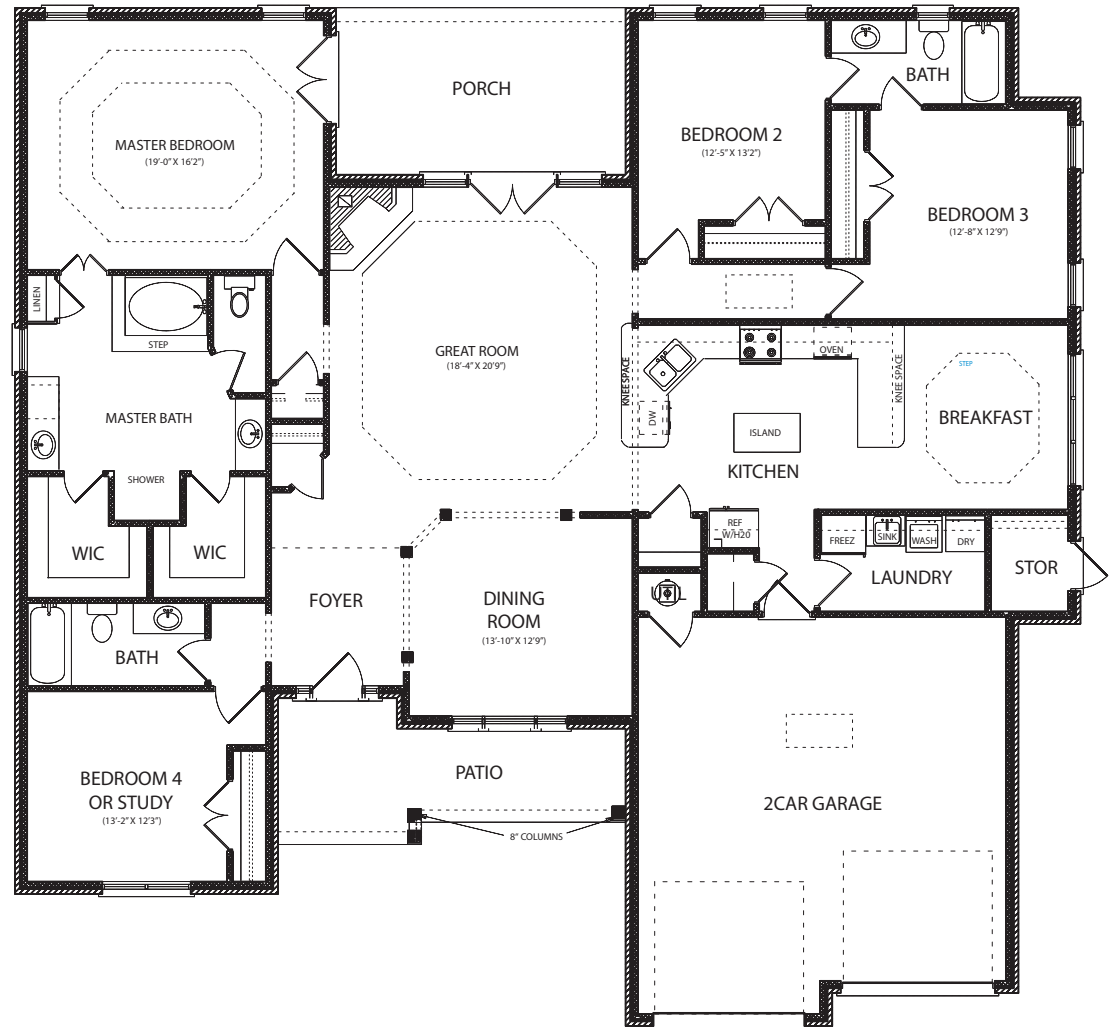 PORCH
BATH
MASTER BEDROOM
(19'-0” X 16'2”)
BEDROOM 2
(12'-5” X 13'2”)
BEDROOM 3
(12'-8” X 12'9”)
LINEN
STEP
GREAT ROOM
(18'-4” X 20'9”)
KNEE SPACE
OVEN
KNEE SPACE
STEP
MASTER BATH
DW
ISLAND
BREAKFAST
KITCHEN
SHOWER
WIC
WIC
REF
W/H20
FREEZ
SINK
WASH
DRY
LAUNDRY
STOR
FOYER
DINING
ROOM
(13'-10” X 12'9”)
BATH
BEDROOM 4
OR STUDY
(13'-2” X 12'3”)
PATIO
8” COLUMNS
2CAR GARAGE